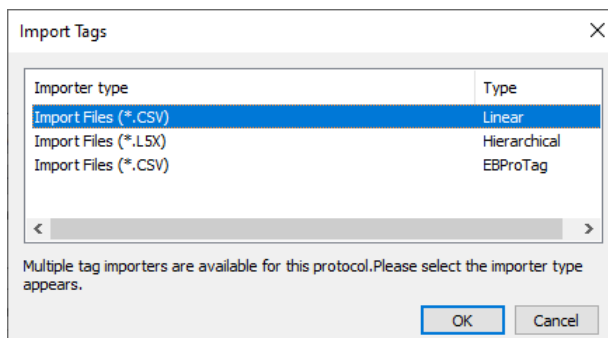 Import Tags
Importer type Type
Import Files (*.CSV) Linear
Import Files (*.L5X) Hierarchical
Import Files (*.CSV) EBProTag
Multiple tag importers are available for this protocol.Please select the importer type
appears.
OK Cancel